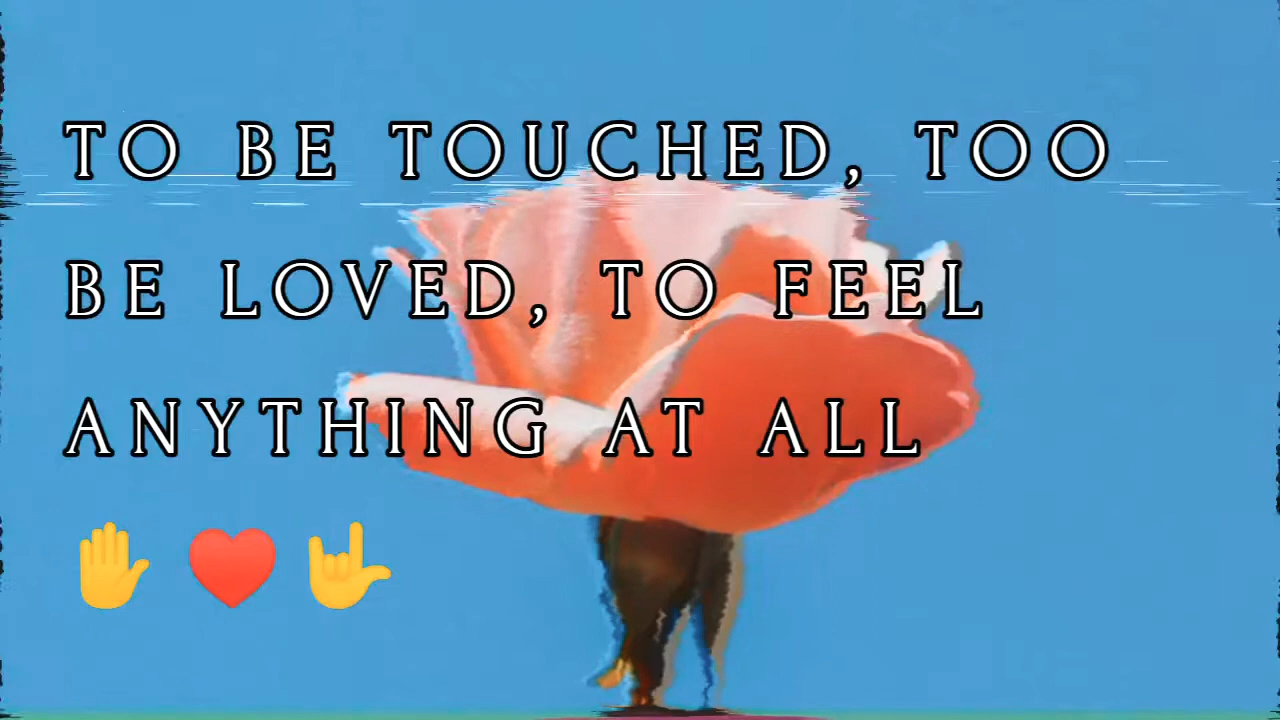 TO BE TOUCHED, TOO
BE LOVED, TO FEEL
ANYTHING AT ALL
✋ ♥️ 🤟